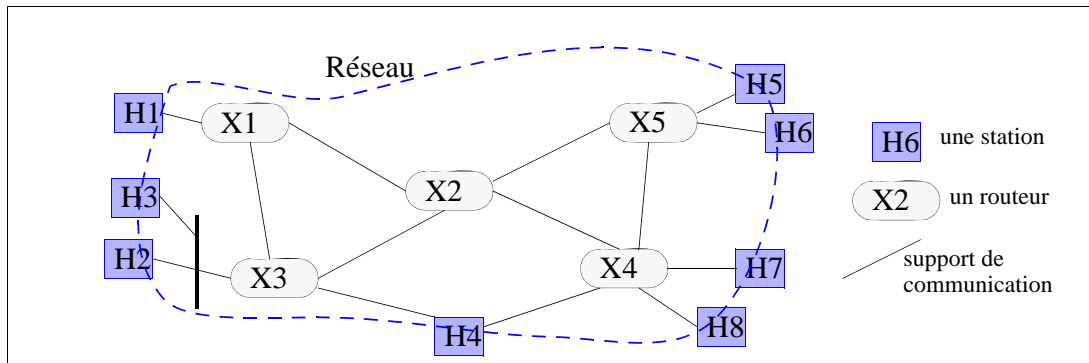 Réseau
H1
X1
X5
H5
H6
H6
une station
H3
X2
X2
un routeur
H2
X3
X4
H7
support de
communication
H4
H8